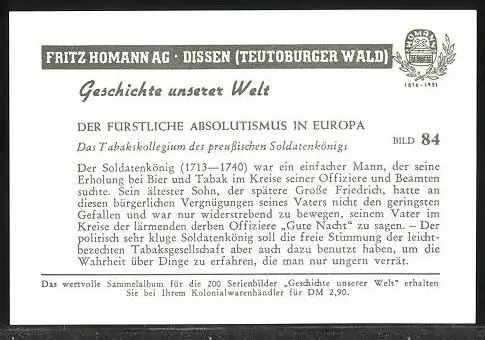 FRITZ HOMANN AG · DISSEN (TEUTOBURGER WALD)
HOMANN
1876-1951
Geschichte unserer Welt
DER FÜRSTLICHE ABSOLUTISMUS IN EUROPA
BILD 84
Das Tabakskollegium des preußischen Soldatenkönigs
Der Soldatenkönig (1713—1740) war ein einfacher Mann, der seine
Erholung bei Bier und Tabak im Kreise seiner Offiziere und Beamten
suchte. Sein ältester Sohn, der spätere Große Friedrich, hatte an
diesen bürgerlichen Vergnügungen seines Vaters nicht den geringsten
Gefallen und war nur widerstrebend zu bewegen, seinem Vater im
Kreise der lärmenden derben Offiziere „Gute Nacht" zu sagen. – Der
politisch sehr kluge Soldatenkönig soll die freie Stimmung der leicht-
bezechten Tabaksgesellschaft aber auch dazu benutzt haben, um die
Wahrheit über Dinge zu erfahren, die man nur ungern verrät.
Das wertvolle Sammelalbum für die 200 Serienbilder „Geschichte unserer Welt" erhalten
Sie bei Ihrem Kolonialwarenhändler für DM 2,90.